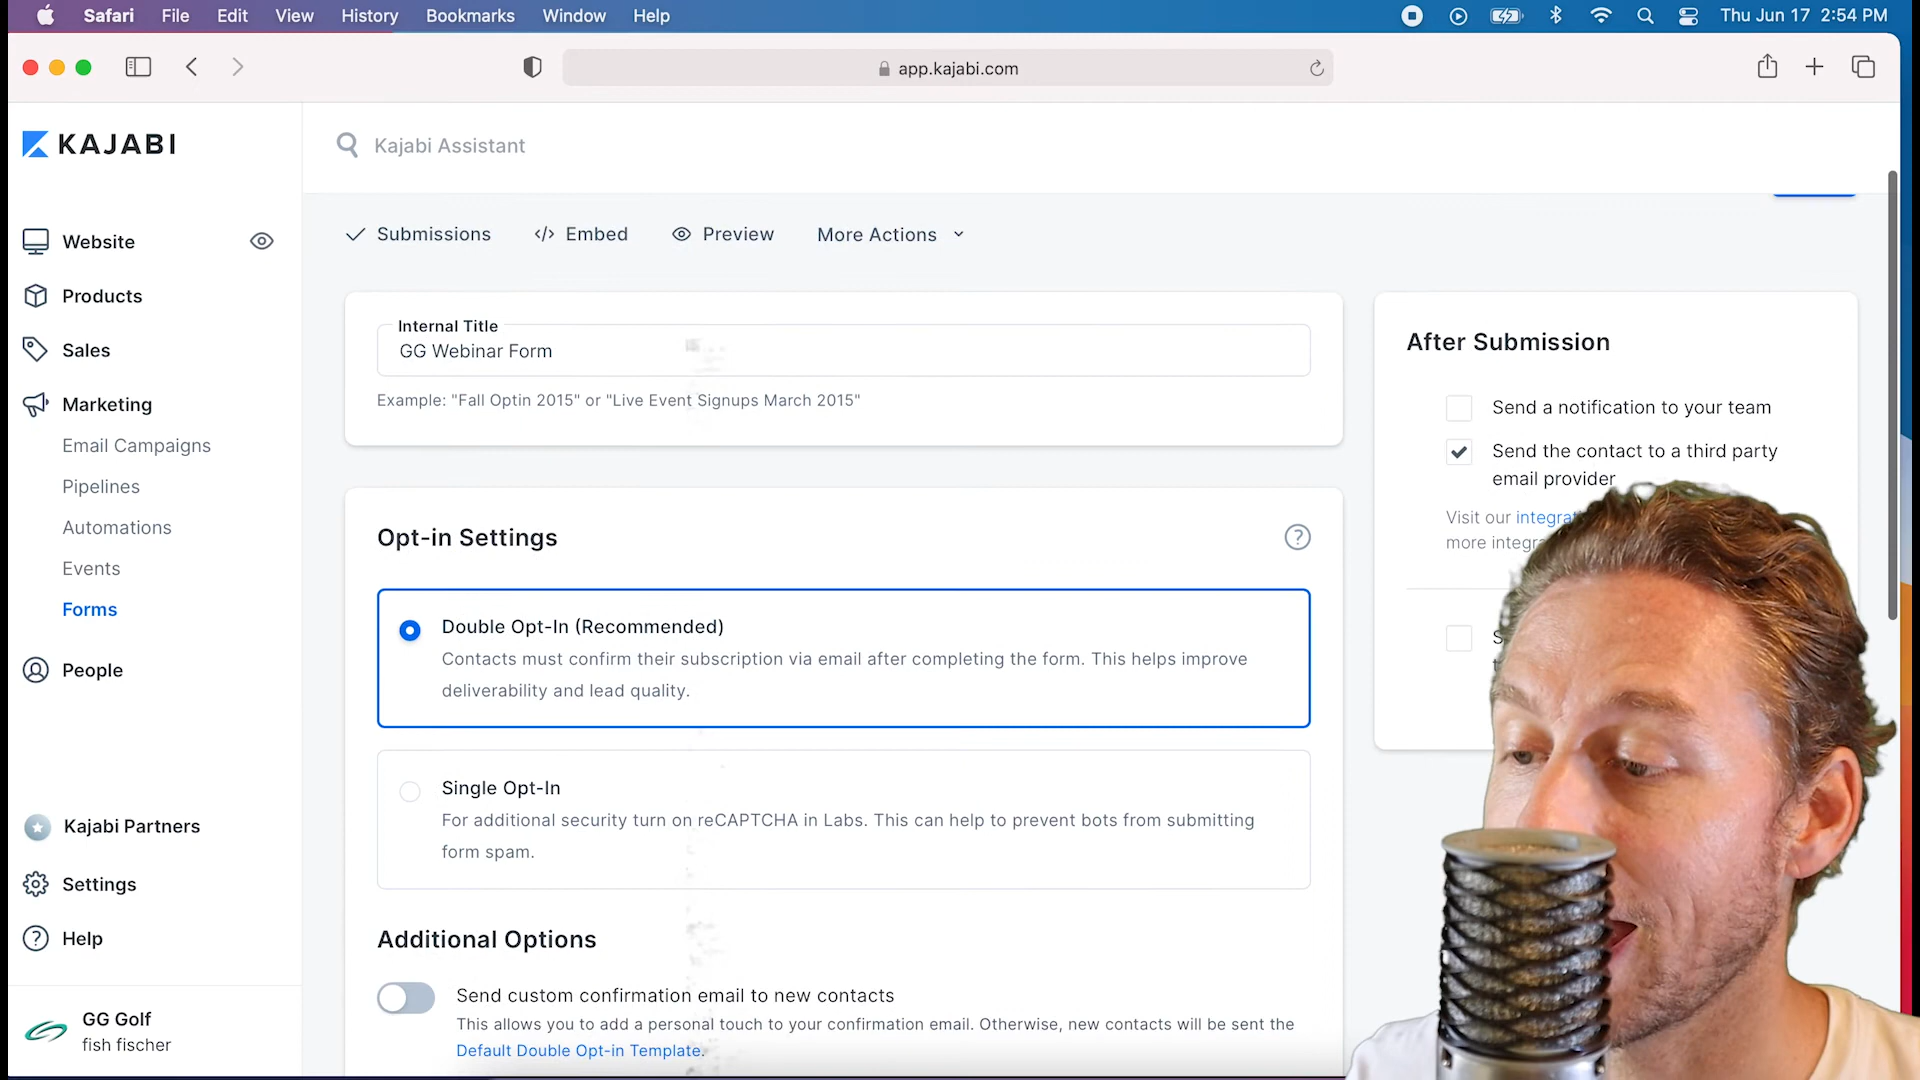 Safari File Edit View History Bookmarks Window Help
Thu Jun 17 2:54 PM
app.kajabi.com
KAJABI
Kajabi Assistant
Website
Products
Sales
Marketing
Email Campaigns
Pipelines
Automations
Events
Forms
People
Kajabi Partners
Settings
Help
GG Golf
fish fischer
Submissions
</> Embed
Preview
More Actions
Internal Title
GG Webinar Form
Example: "Fall Optin 2015" or "Live Event Signups March 2015"
Opt-in Settings
Double Opt-In (Recommended)
Contacts must confirm their subscription via email after completing the form. This helps improve
deliverability and lead quality.
Single Opt-In
For additional security turn on reCAPTCHA in Labs. This can help to prevent bots from submitting
form spam.
Additional Options
Send custom confirmation email to new contacts
This allows you to add a personal touch to your confirmation email. Otherwise, new contacts will be sent the
Default Double Opt-in Template.
After Submission
Send a notification to your team
Send the contact to a third party
email provider
Visit our
more